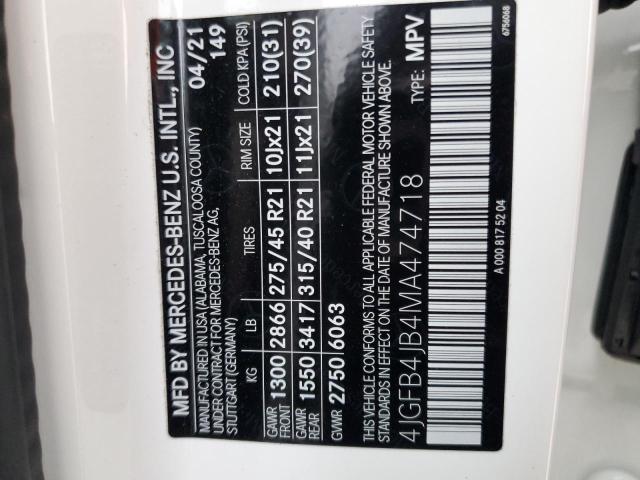 MFD BY MERCEDES-BENZ U.S. INTL., INC
MANUFACTURED IN USA (ALABAMA, TUSCALOOSA COUNTY) 04/21
UNDER CONTRACT FOR MERCEDES-BENZ AG, 149
STUTTGART (GERMANY)
KG LB TIRES RIM SIZE COLD KPA (PSI)
GAWR FRONT 1300 2866 275/45 R21 10Jx21 210(31)
GAWR REAR 1550 3417 315/40 R21 11Jx21 270(39)
GVWR 2750 6063
THIS VEHICLE CONFORMS TO ALL APPLICABLE FEDERAL MOTOR VEHICLE SAFETY
STANDARDS IN EFFECT ON THE DATE OF MANUFACTURE SHOWN ABOVE.
4JGFB4JB4MA474718 TYPE: MPV
A 000 817 52 04
6756068